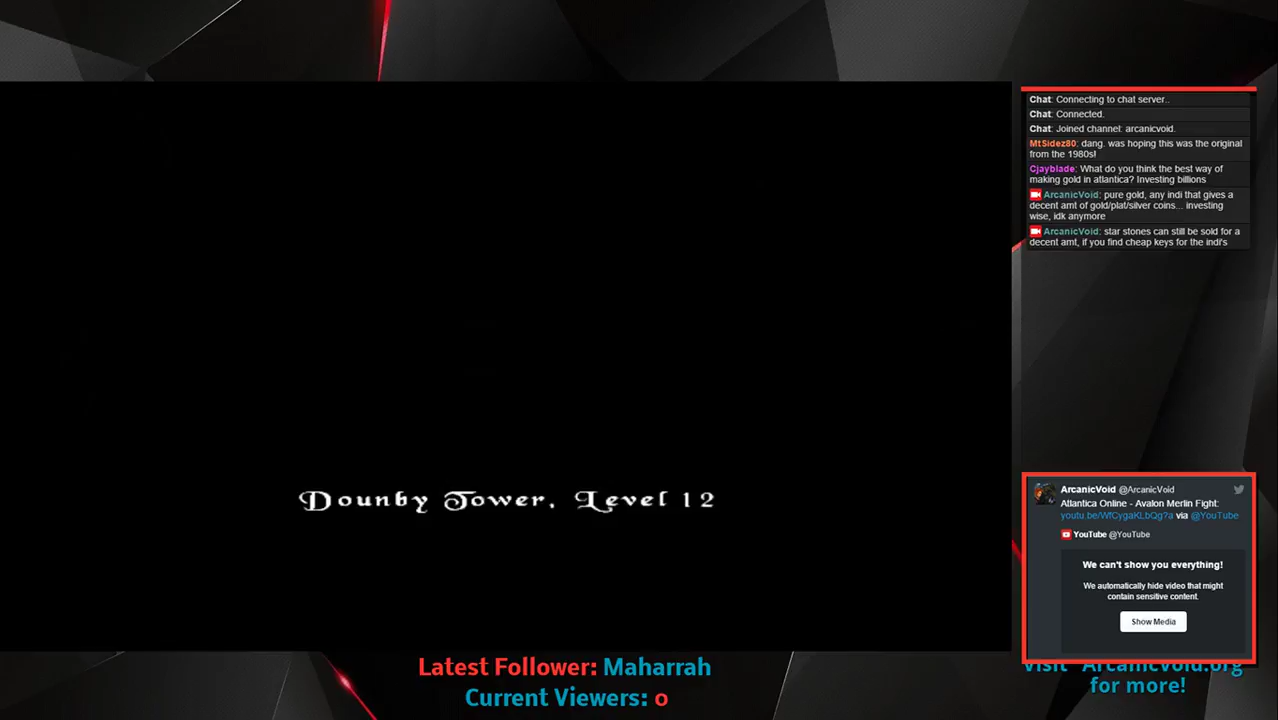 Chat: Connecting to chat server..
Chat: Connected.
Chat: Joined channel: arcanicvoid.
MtSidez80: dang. was hoping this was the original
from the 1980s!
Cjayblade: What do you think the best way of
making gold in atlantica? Investing billions
ArcanicVoid: pure gold, any indi that gives a
decent amt of gold/plat/silver coins... investing
wise, idk anymore
ArcanicVoid: star stones can still be sold for a
decent amt, if you find cheap keys for the indi's
Dounby Tower, Level 12
ArcanicVoid @ArcanicVoid
Atlantica Online - Avalon Merlin Fight:
youtu.be/WfCygaKLbQg?a via @YouTube
YouTube @YouTube
We can't show you everything!
We automatically hide video that might
contain sensitive content.
Show Media
Visit ArcanicVoid.org
for more!
Latest Follower: Maharrah
Current Viewers: 0